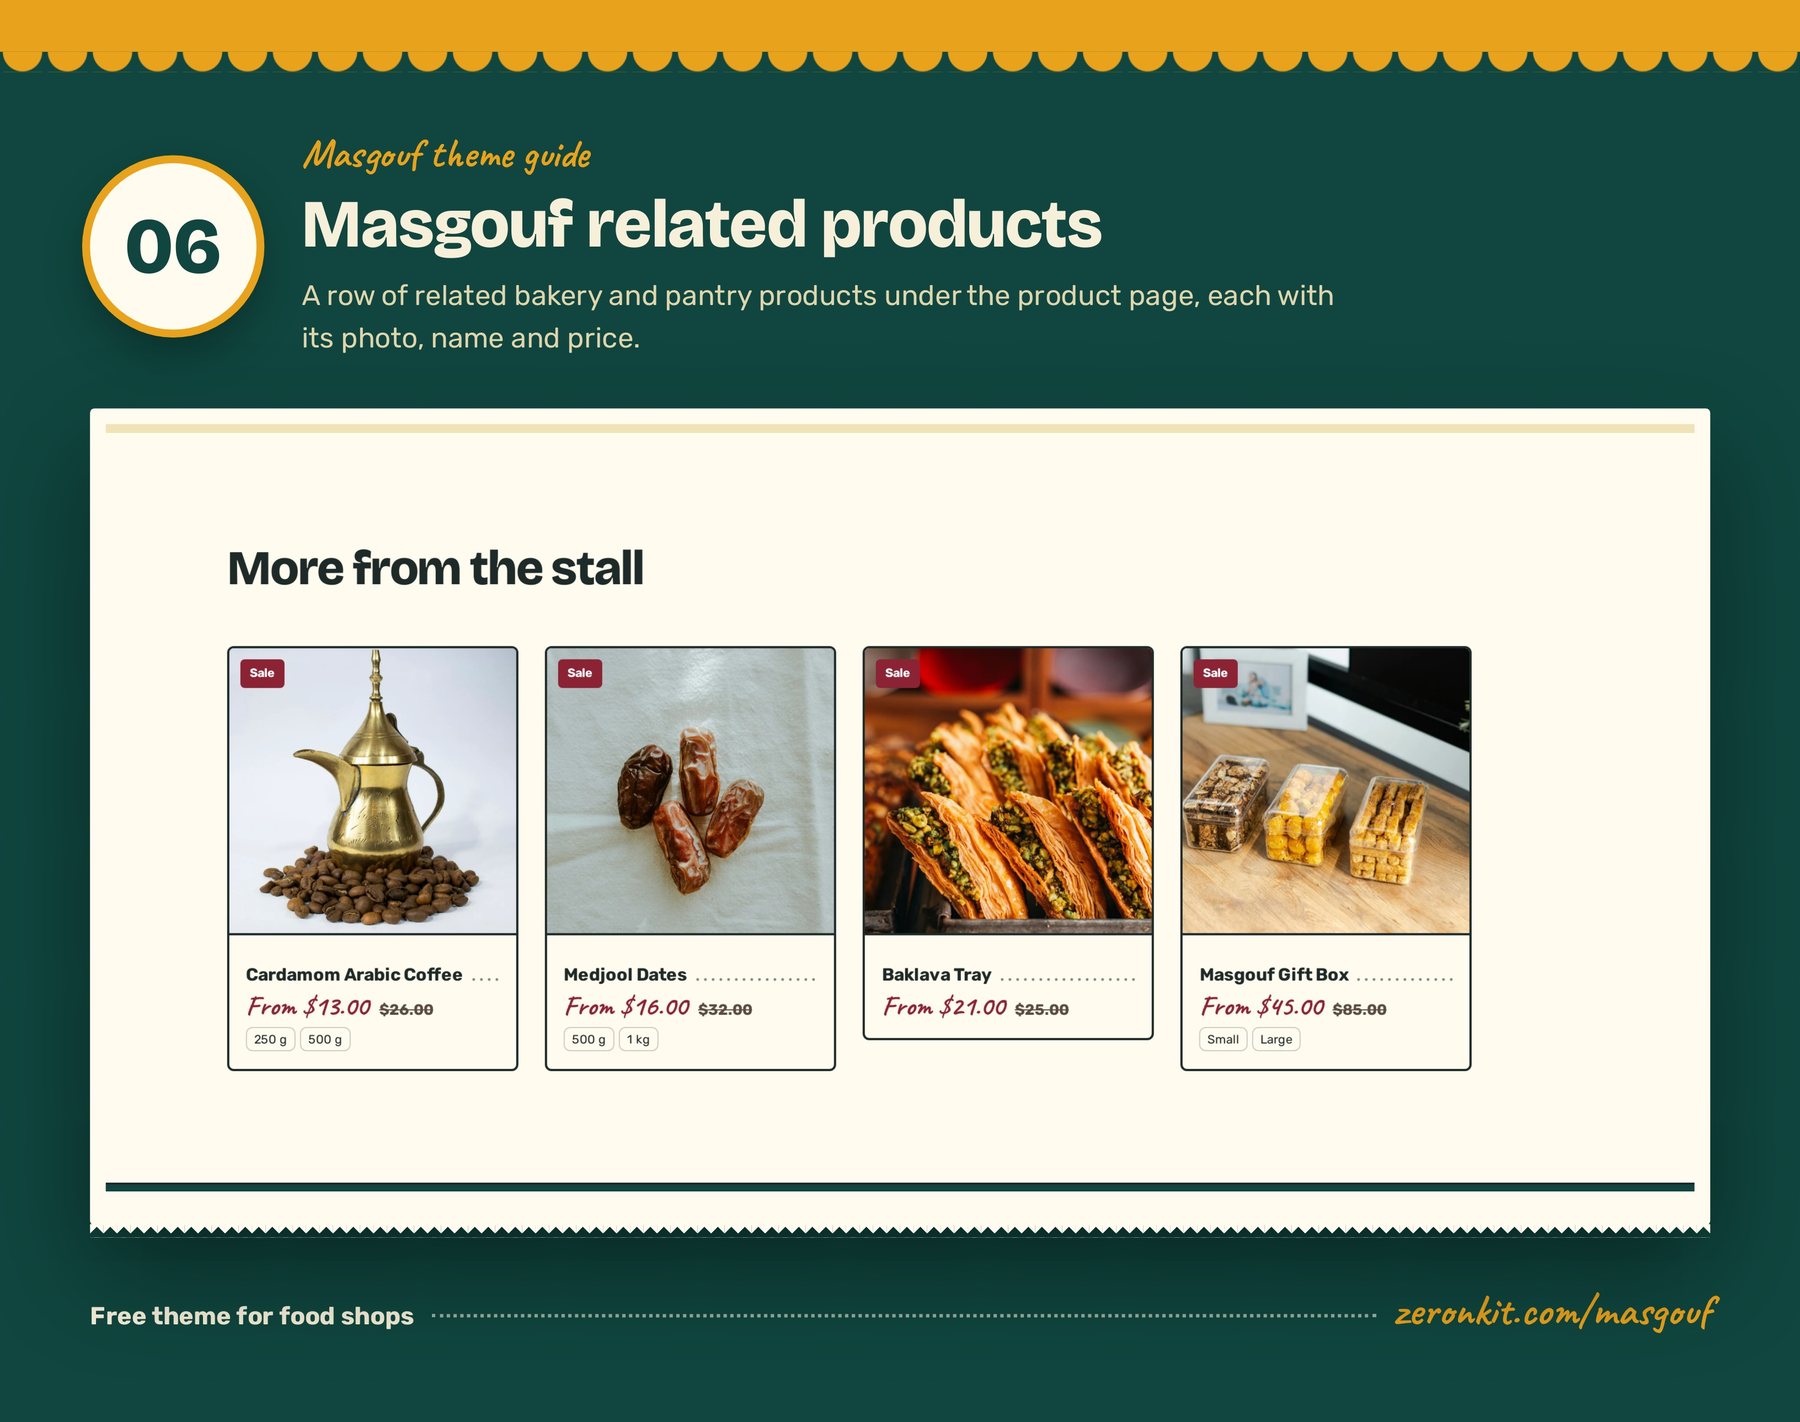 Masgouf theme guide
06
Masgouf related products
A row of related bakery and pantry products under the product page, each with
its photo, name and price.
More from the stall
Sale
Sale
Sale
Sale
Cardamom Arabic Coffee
From $13.00 $26.00
250 g 500 g
Medjool Dates
From $16.00 $32.00
500 g 1 kg
Baklava Tray
From $21.00 $25.00
Masgouf Gift Box
From $45.00 $85.00
Small Large
Free theme for food shops
zeronkit.com/masgouf